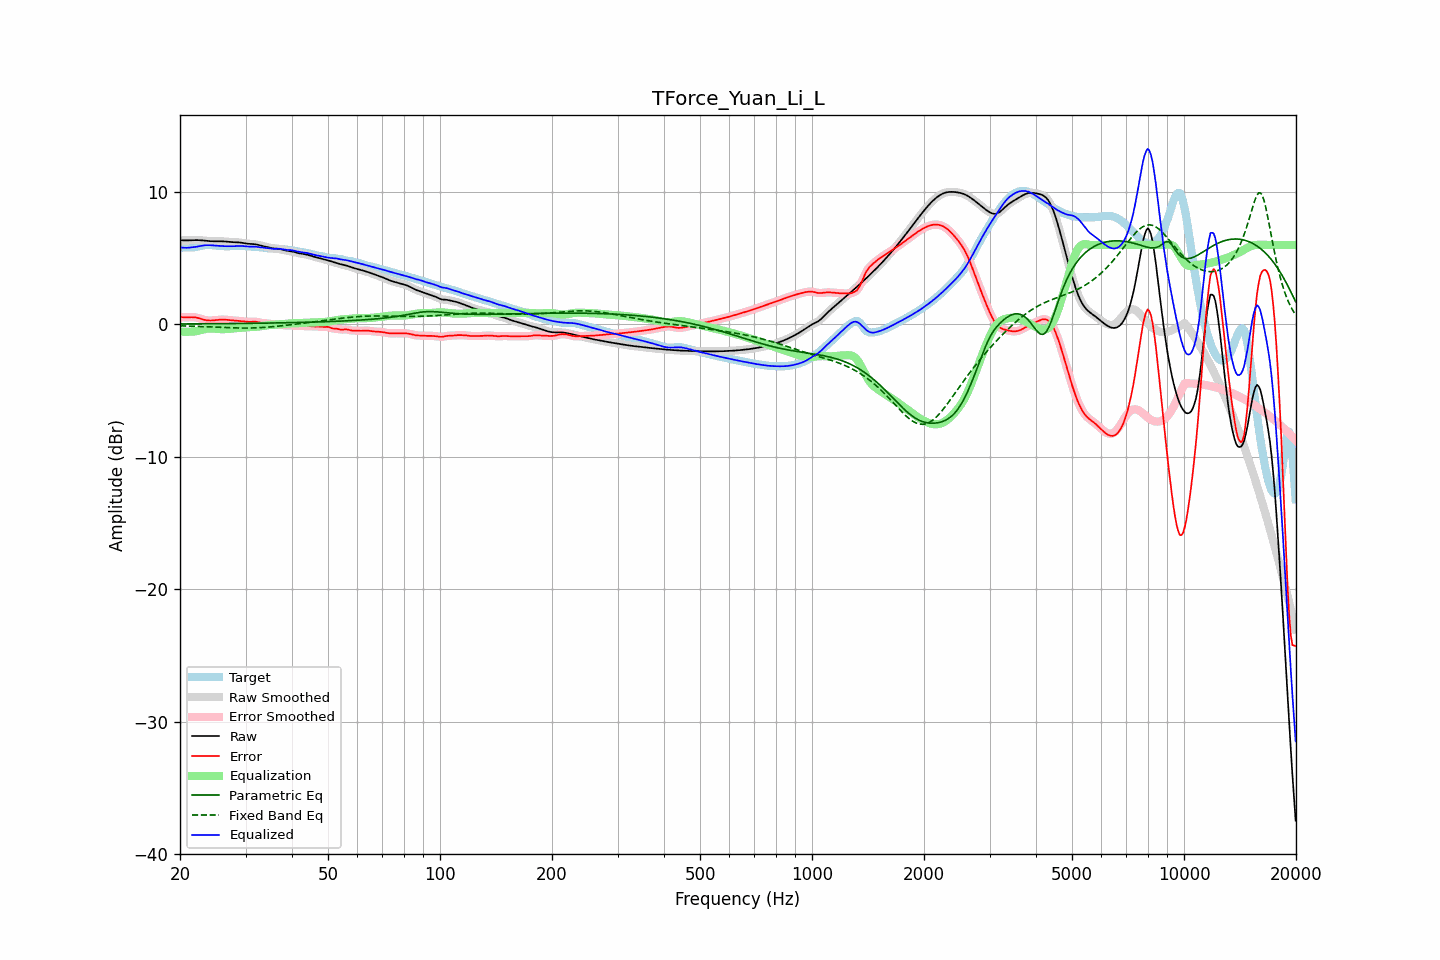 TForce_Yuan_Li_L
Amplitude (dBr)
10
0
−10
−20
−30
−40
Target
Raw Smoothed
Error Smoothed
Raw
Error
Equalization
Parametric Eq
Fixed Band Eq
Equalized
20 50 100 200 500 1000 2000 5000 10000 20000
Frequency (Hz)